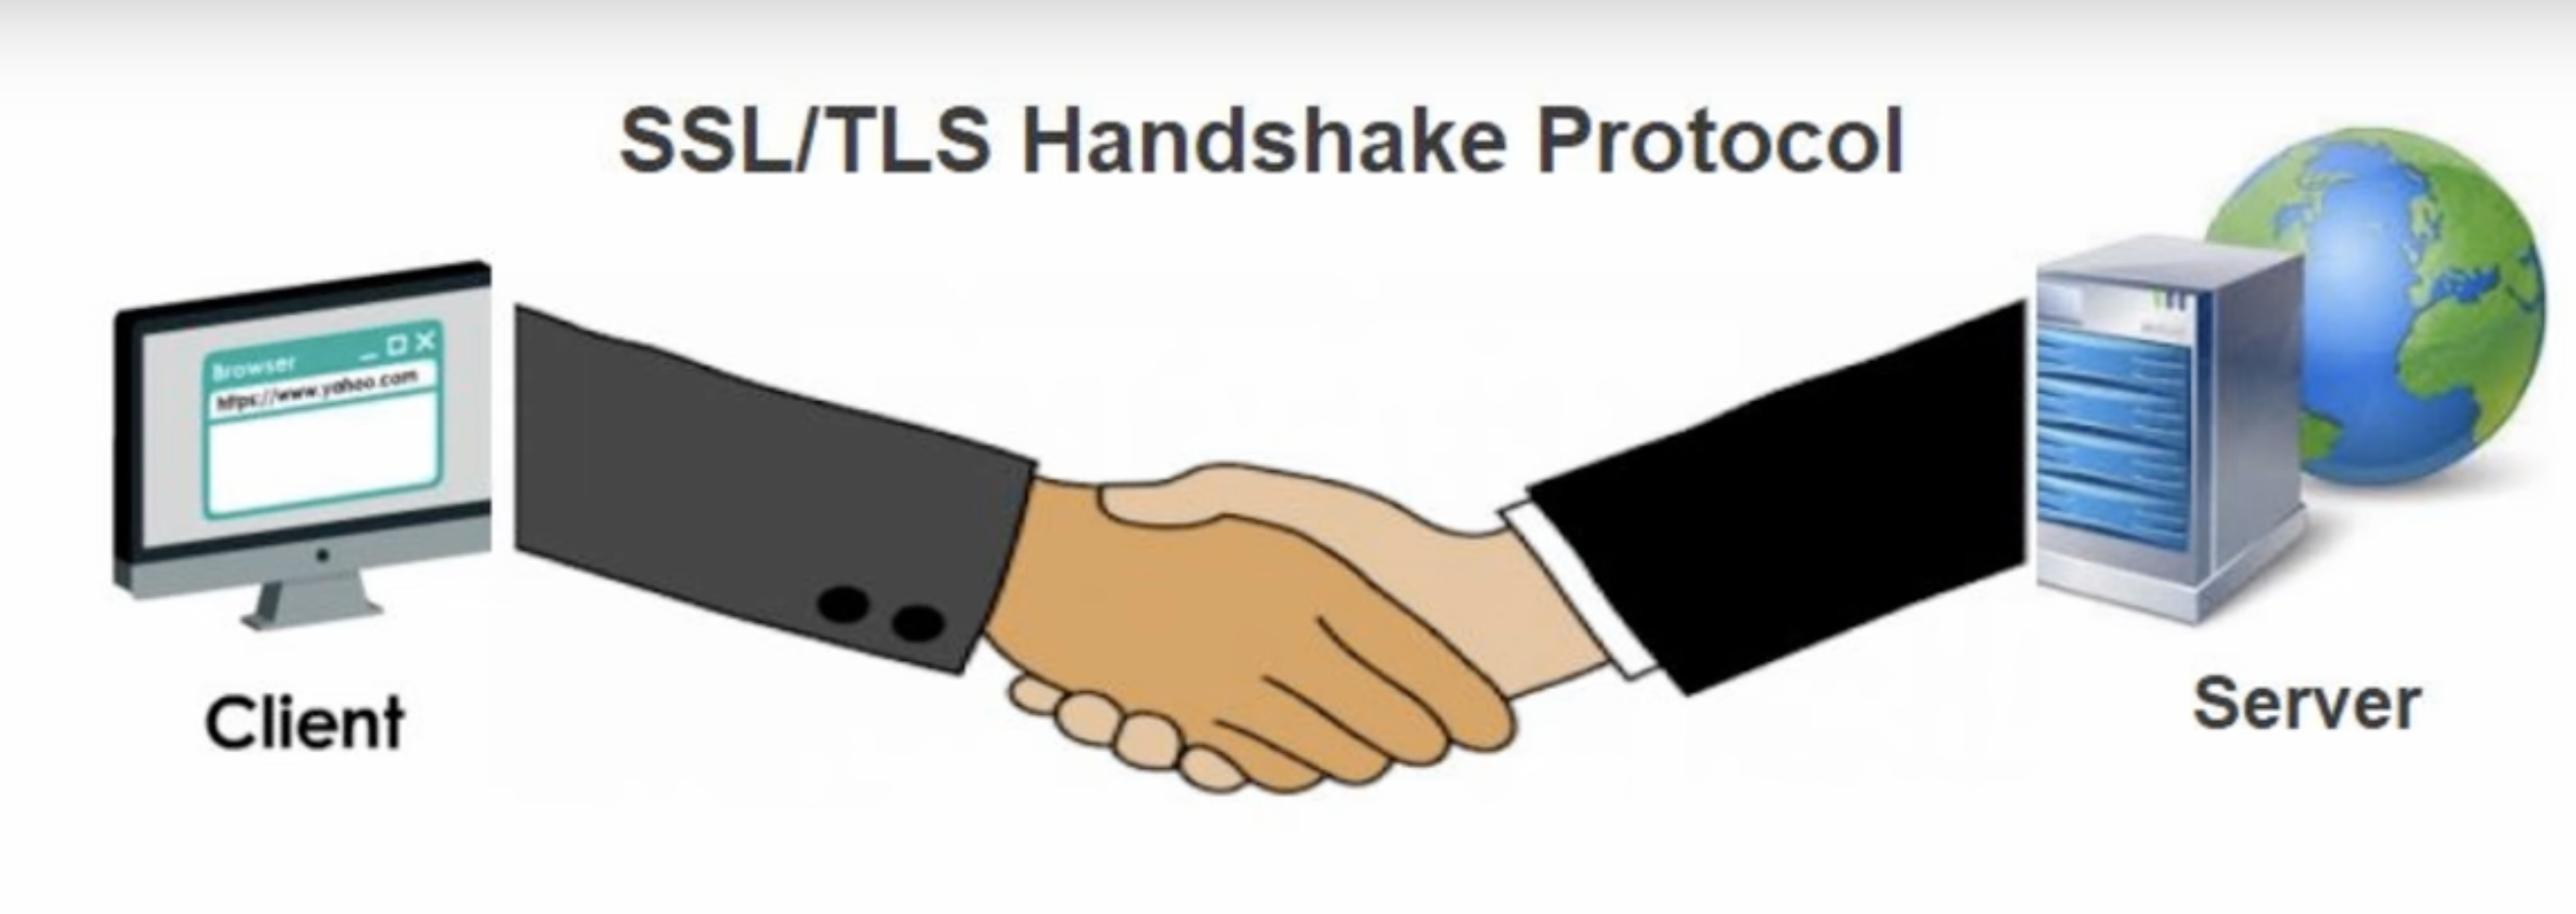 SSL/TLS Handshake Protocol
Browser
https://www.yahoo.com
Client
Server